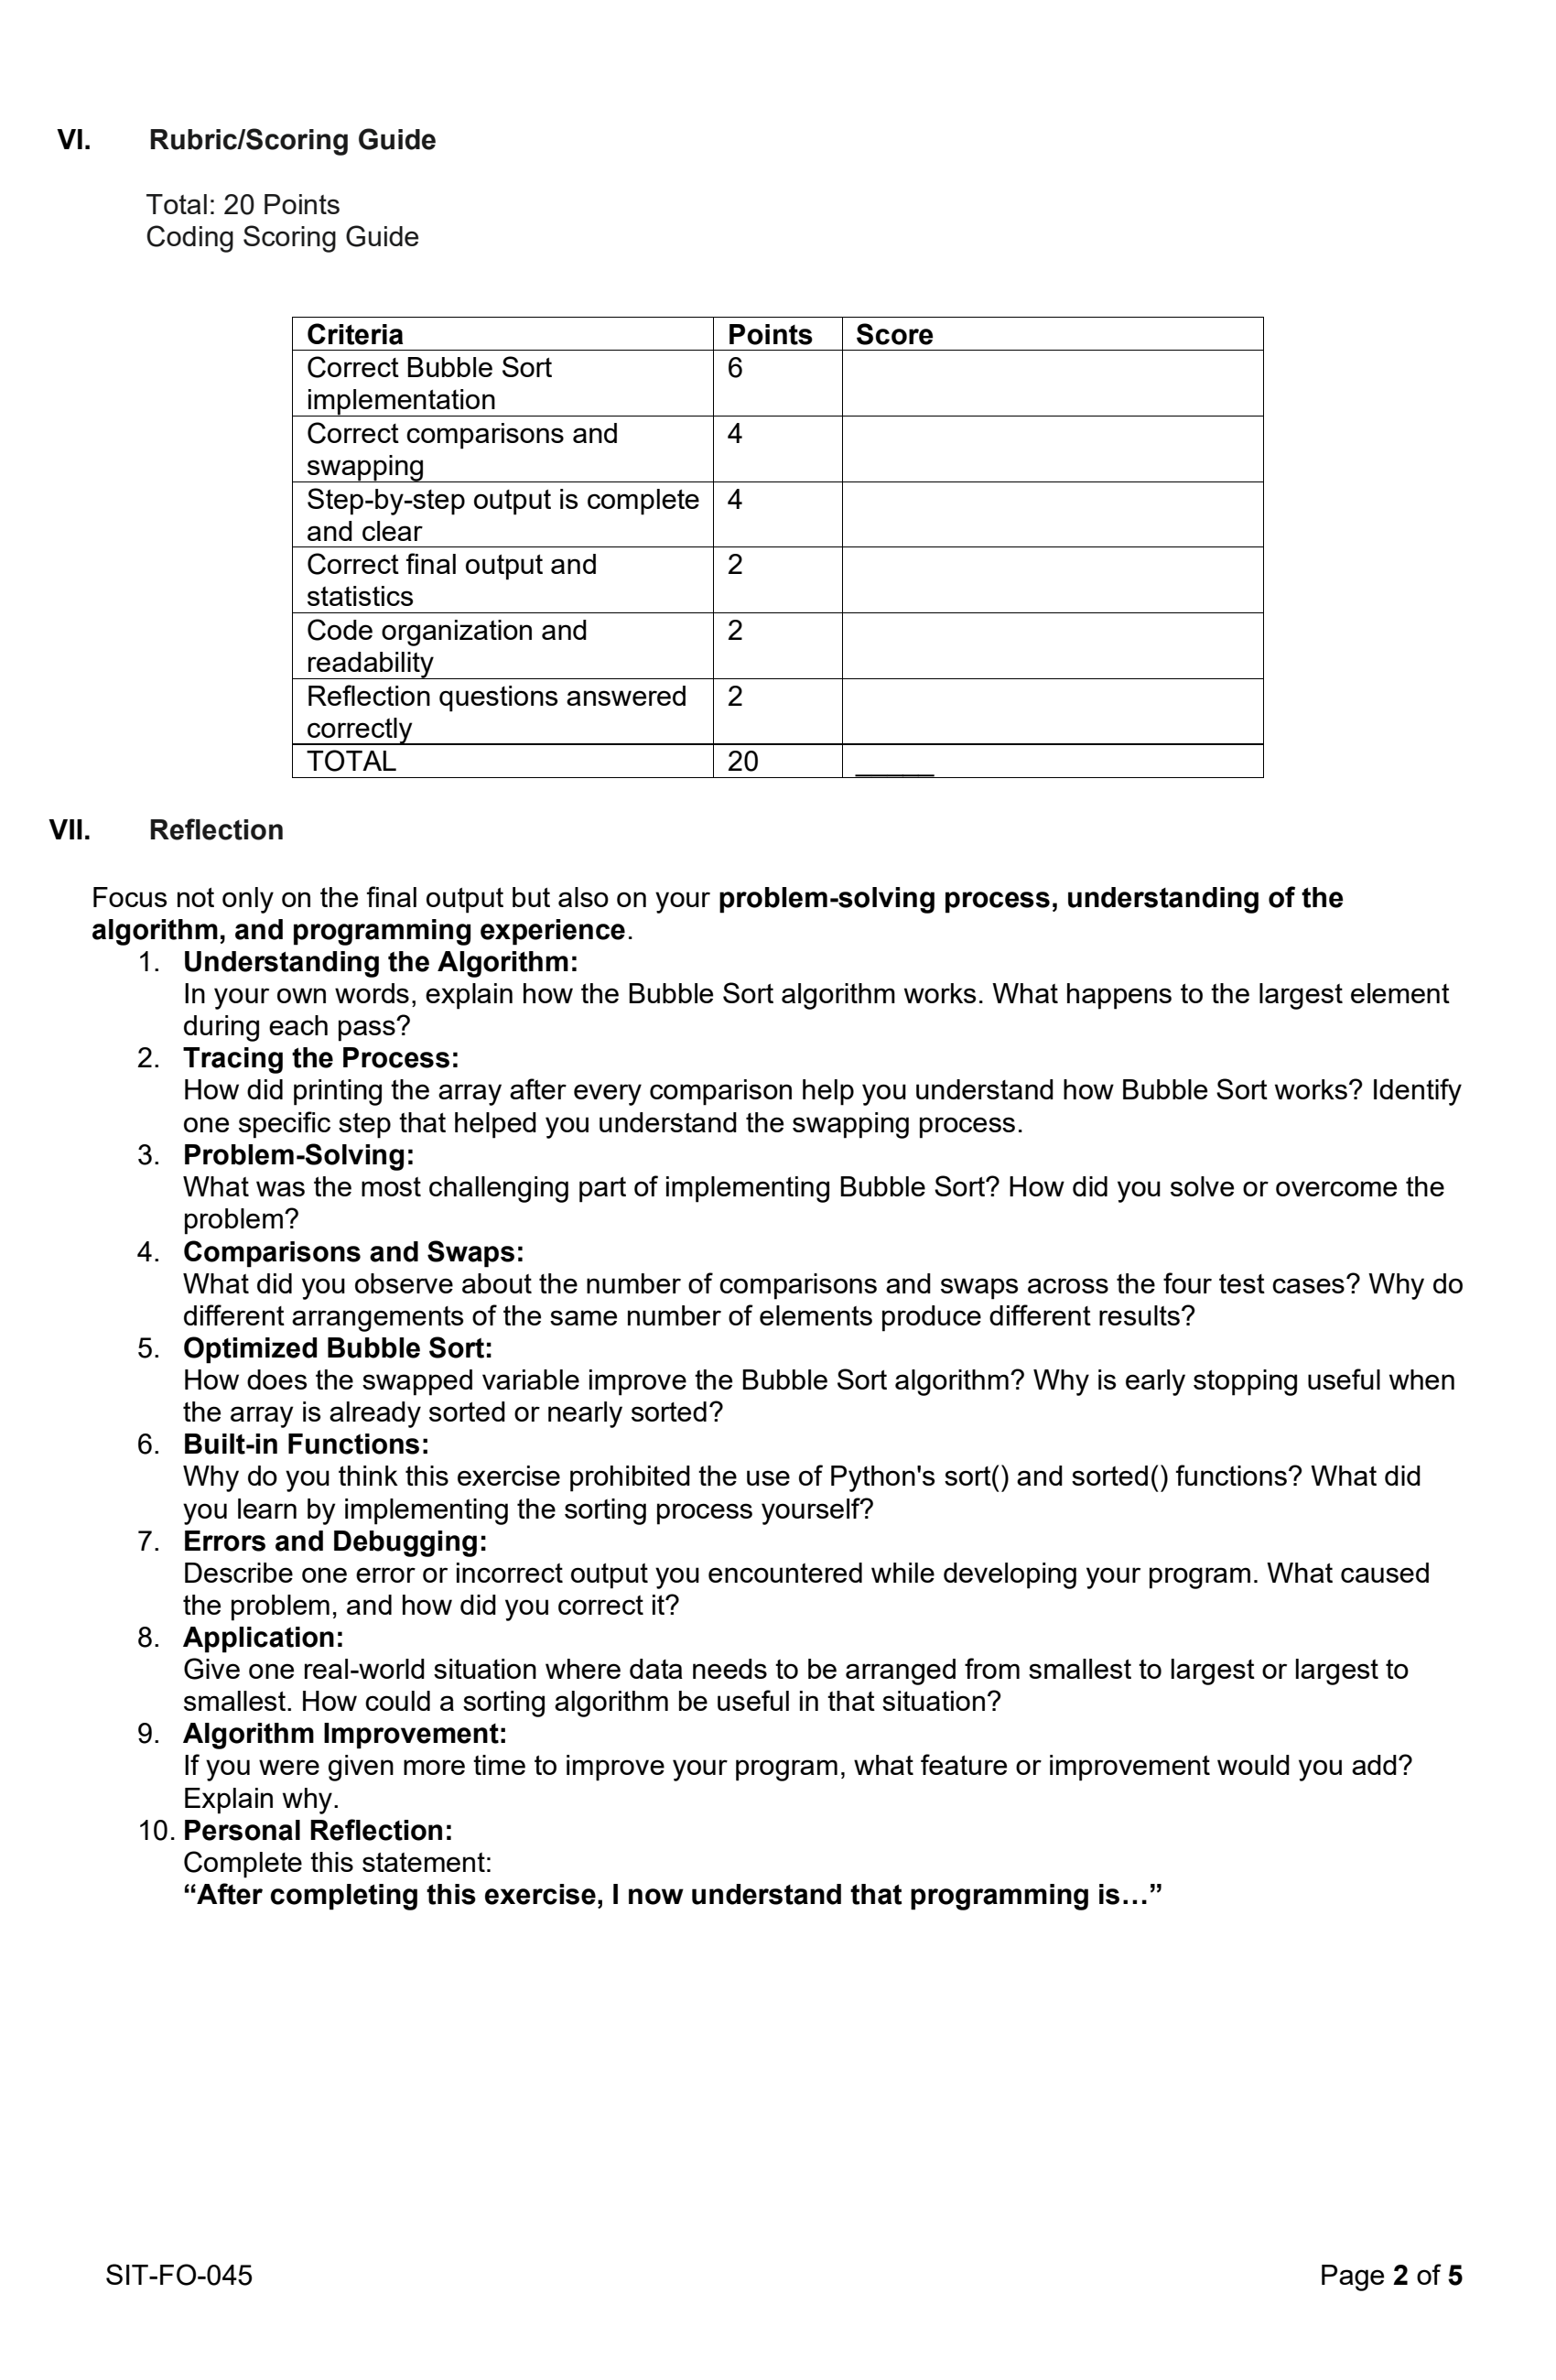 VI. Rubric/Scoring Guide
Total: 20 Points
Coding Scoring Guide
Criteria Points Score
Correct Bubble Sort 6
implementation
Correct comparisons and 4
swapping
Step-by-step output is complete 4
and clear
Correct final output and 2
statistics
Code organization and 2
readability
Reflection questions answered 2
correctly
TOTAL 20 _____
VII. Reflection
Focus not only on the final output but also on your problem-solving process, understanding of the
algorithm, and programming experience.
1. Understanding the Algorithm:
In your own words, explain how the Bubble Sort algorithm works. What happens to the largest element
during each pass?
2. Tracing the Process:
How did printing the array after every comparison help you understand how Bubble Sort works? Identify
one specific step that helped you understand the swapping process.
3. Problem-Solving:
What was the most challenging part of implementing Bubble Sort? How did you solve or overcome the
problem?
4. Comparisons and Swaps:
What did you observe about the number of comparisons and swaps across the four test cases? Why do
different arrangements of the same number of elements produce different results?
5. Optimized Bubble Sort:
How does the swapped variable improve the Bubble Sort algorithm? Why is early stopping useful when
the array is already sorted or nearly sorted?
6. Built-in Functions:
Why do you think this exercise prohibited the use of Python's sort() and sorted() functions? What did
you learn by implementing the sorting process yourself?
7. Errors and Debugging:
Describe one error or incorrect output you encountered while developing your program. What caused
the problem, and how did you correct it?
8. Application:
Give one real-world situation where data needs to be arranged from smallest to largest or largest to
smallest. How could a sorting algorithm be useful in that situation?
9. Algorithm Improvement:
If you were given more time to improve your program, what feature or improvement would you add?
Explain why.
10. Personal Reflection:
Complete this statement:
“After completing this exercise, I now understand that programming is…”
SIT-FO-045 Page 2 of 5